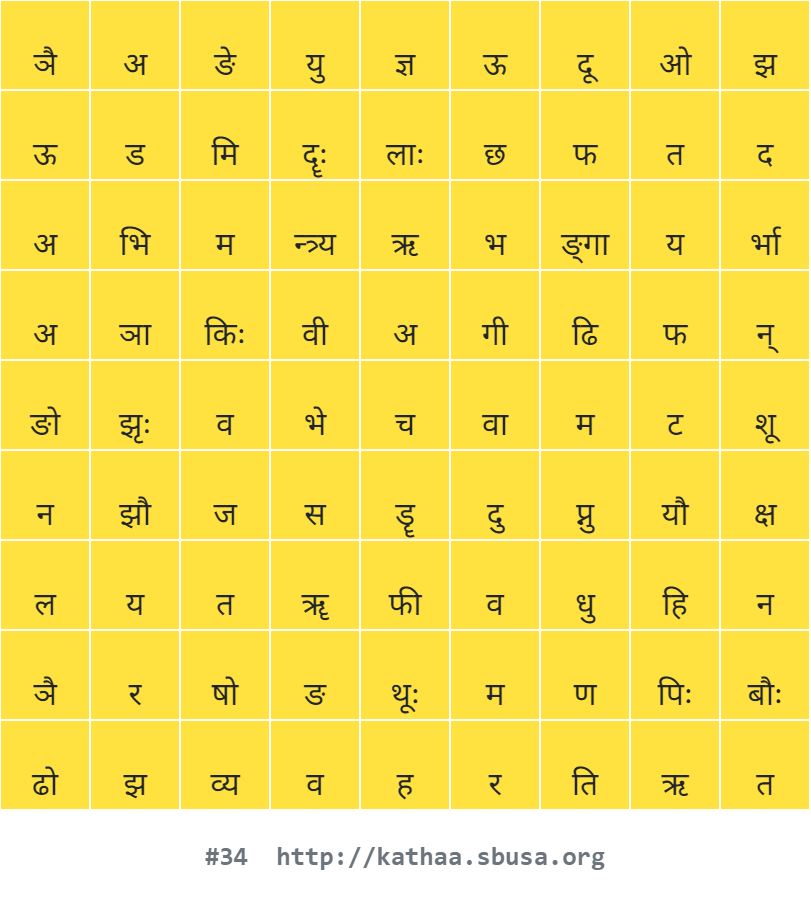 ञै अ ङे यु ज्ञ ऊ दू ओ झ
ऊ ड मि दॄः लाः छ फ त द
अ भि म न्त्र्य ऋ भ ङ्गा य र्भा
अ ञा किः वी अ गी ढि फ न्
ङो झृः व भे च वा म ट शू
न झौ ज स ड्डॄ दु प्नु यौ क्ष
ल य त ॠ फी व धु हि न
ञै र षो ङ थूः म ण पिः बौः
ढो झ व्य व ह र ति ऋ त
#34 http://kathaa.sbusa.org